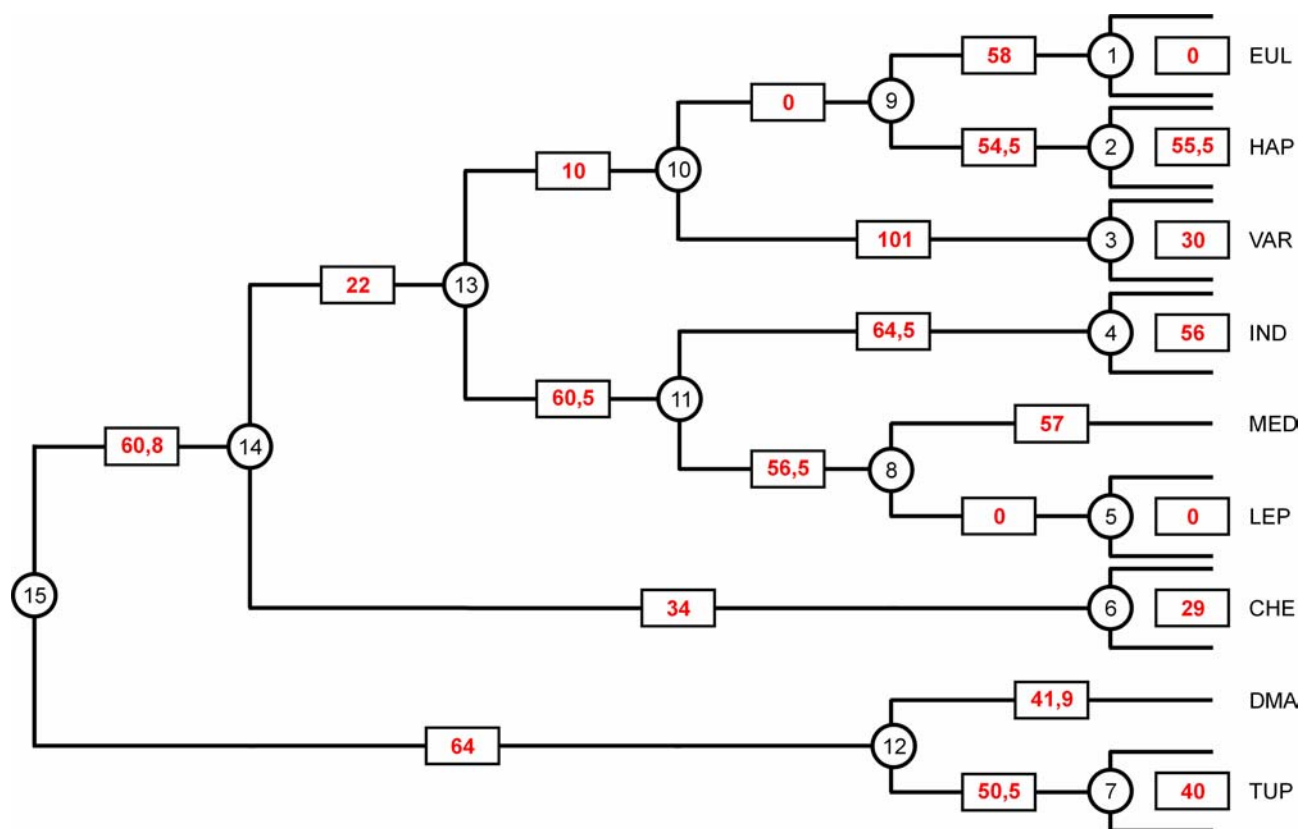 58 1 0 EUL
0 9
54,5 2 55,5 HAP
10 10
101 3 30 VAR
22 13
64,5 4 56 IND
60,5 11
57 MED
60,8 14
56,5 8
0 5 0 LEP
15
34 6 29 CHE
41,9 DMA
64 12
50,5 7 40 TUP